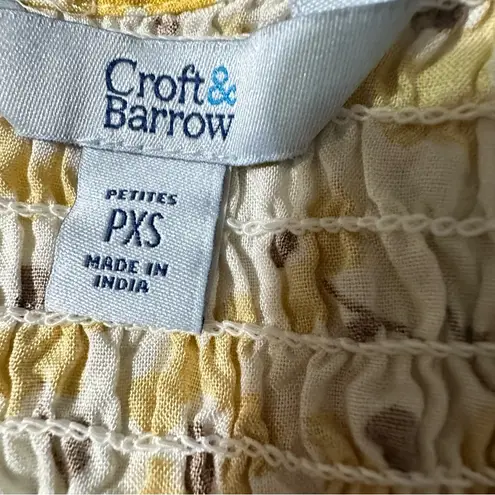 Croft&
Barrow
PETITES
PXS
MADE IN
INDIA